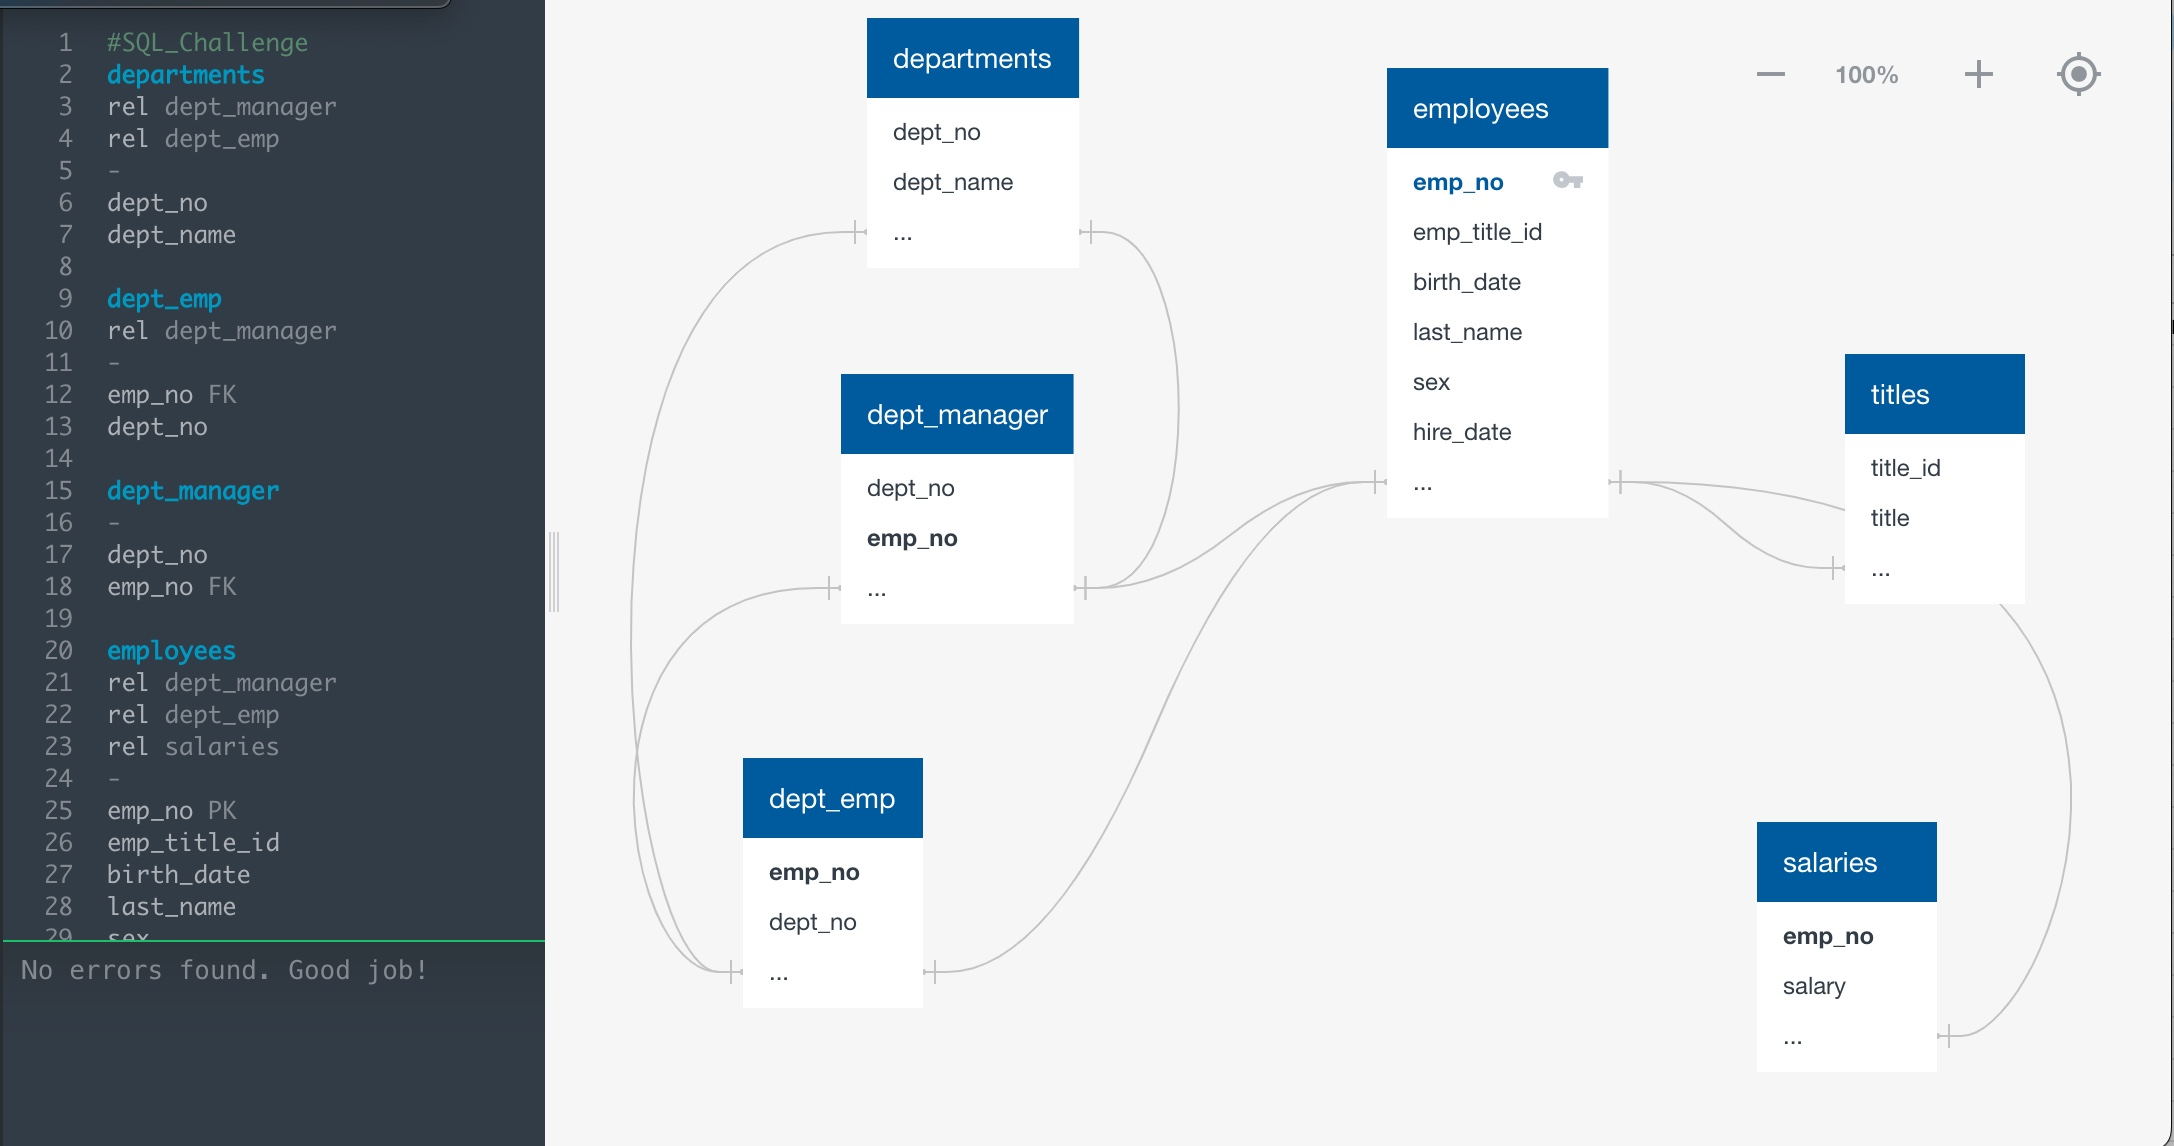 1 #SQL_Challenge
2 departments
3 rel dept_manager
4 rel dept_emp
5 -
6 dept_no
7 dept_name
8
9 dept_emp
10 rel dept_manager
11 -
12 emp_no FK
13 dept_no
14
15 dept_manager
16 -
17 dept_no
18 emp_no FK
19
20 employees
21 rel dept_manager
22 rel dept_emp
23 rel salaries
24 -
25 emp_no PK
26 emp_title_id
27 birth_date
28 last_name
29 sex
No errors found. Good job!
departments
dept_no
dept_name
...
dept_manager
dept_no
emp_no
...
dept_emp
emp_no
dept_no
...
employees
emp_no
emp_title_id
birth_date
last_name
sex
hire_date
...
100%
titles
title_id
title
...
salaries
emp_no
salary
...